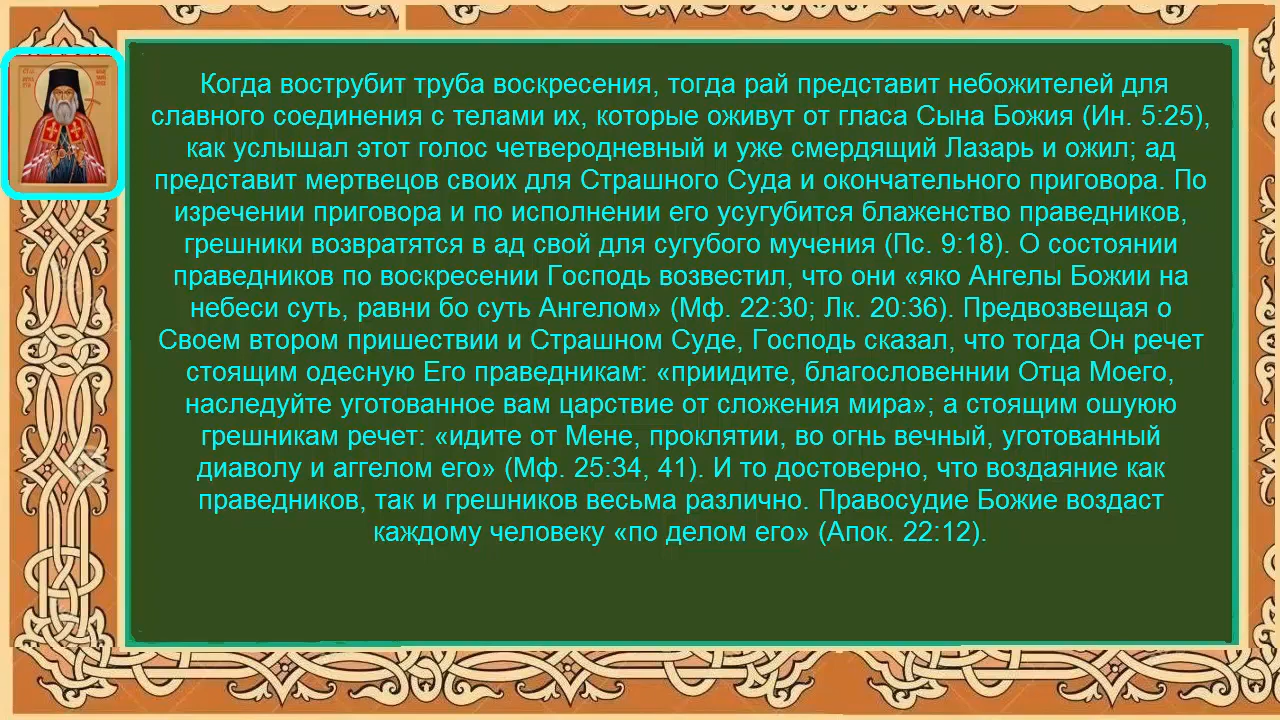 Когда вострубит труба воскресения, тогда рай представит небожителей для
славного соединения с телами их, которые оживут от гласа Сына Божия (Ин. 5:25),
как услышал этот голос четверодневный и уже смердящий Лазарь и ожил; ад
представит мертвецов своих для Страшного Суда и окончательного приговора. По
изречении приговора и по исполнении его усугубится блаженство праведников,
грешники возвратятся в ад свой для сугубого мучения (Пс. 9:18). О состоянии
праведников по воскресении Господь возвестил, что они «яко Ангелы Божии на
небеси суть, равни бо суть Ангелом» (Мф. 22:30; Лк. 20:36). Предвозвещая о
Своем втором пришествии и Страшном Суде, Господь сказал, что тогда Он речет
стоящим одесную Его праведникам: «приидите, благословеннии Отца Моего,
наследуйте уготованное вам царствие от сложения мира»; а стоящим ошуюю
грешникам речет: «идите от Мене, проклятии, во огнь вечный, уготованный
диаволу и аггелом его» (Мф. 25:34, 41). И то достоверно, что воздаяние как
праведников, так и грешников весьма различно. Правосудие Божие воздаст
каждому человеку «по делом его» (Апок. 22:12).